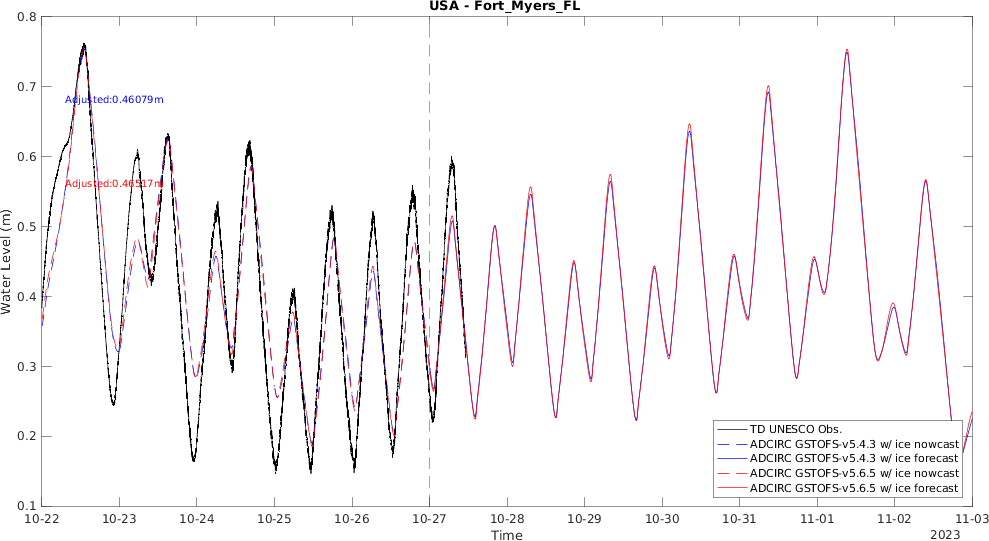 USA - Fort_Myers_FL
0.8
0.7
0.6
0.5
0.4
0.3
0.2
0.1
Water Level (m)
Adjusted:0.46079m
Adjusted:0.46517m
TD UNESCO Obs.
ADCIRC GSTOFS-v5.4.3 w/ ice nowcast
ADCIRC GSTOFS-v5.4.3 w/ ice forecast
ADCIRC GSTOFS-v5.6.5 w/ ice nowcast
ADCIRC GSTOFS-v5.6.5 w/ ice forecast
10-22 10-23 10-24 10-25 10-26 10-27 10-28 10-29 10-30 10-31 11-01 11-02 11-03
Time
2023